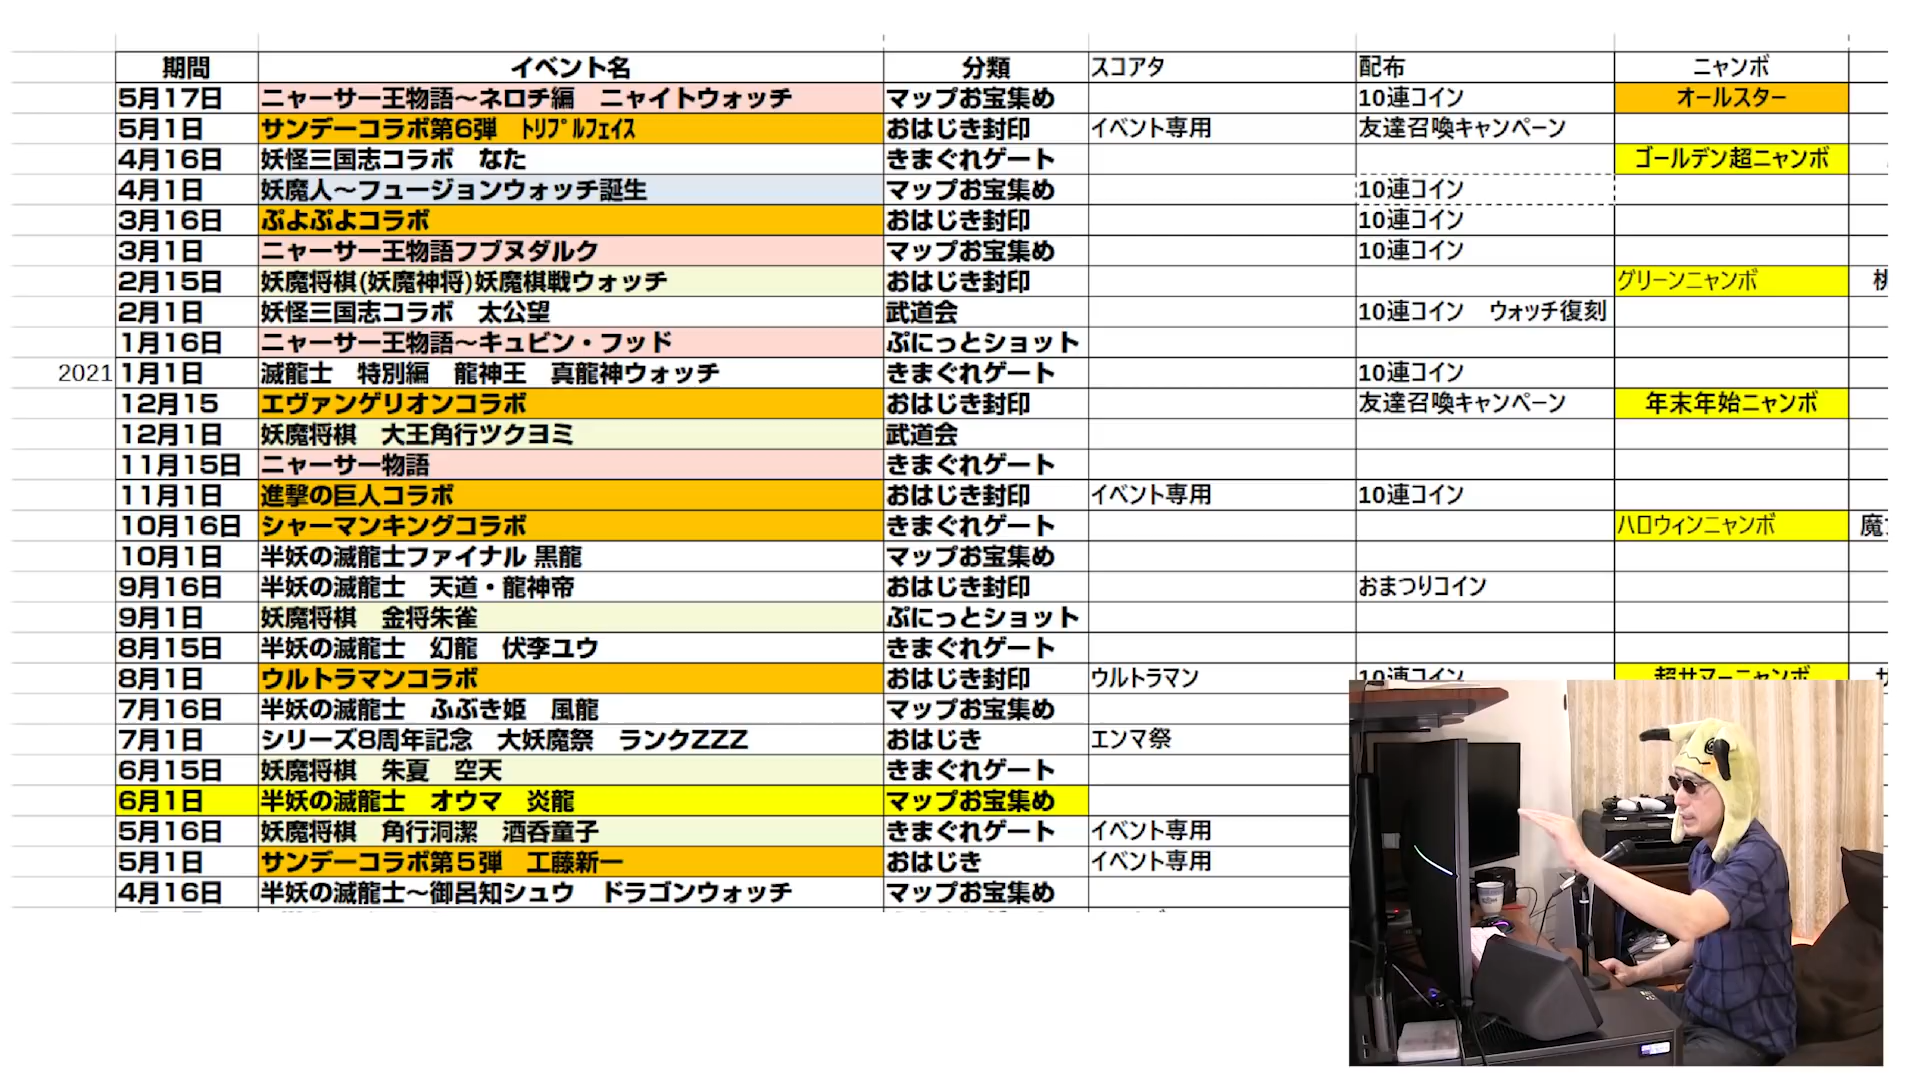 期間 イベント名 分類 スコアタ 配布 ニャンボ
5月17日 ニャーサー王物語～ネロチ編　ニャイトウォッチ マップお宝集め 10連コイン オールスター
5月1日 サンデーコラボ第6弾　ﾄﾘﾌﾟﾙﾌｪｲｽ おはじき封印 イベント専用 友達召喚キャンペーン
4月16日 妖怪三国志コラボ　なた きまぐれゲート ゴールデン超ニャンボ
4月1日 妖魔人～フュージョンウォッチ誕生 マップお宝集め 10連コイン
3月16日 ぷよぷよコラボ おはじき封印 10連コイン
3月1日 ニャーサー王物語フブヌダルク マップお宝集め 10連コイン
2月15日 妖魔将棋(妖魔神将)妖魔棋戦ウォッチ おはじき封印 グリーンニャンボ 桃
2月1日 妖怪三国志コラボ　太公望 武道会 10連コイン　ウォッチ復刻
1月16日 ニャーサー王物語～キュビン・フッド ぷにっとショット
2021 1月1日 滅龍士　特別編　龍神王　真龍神ウォッチ きまぐれゲート 10連コイン
12月15 エヴァンゲリオンコラボ おはじき封印 友達召喚キャンペーン 年末年始ニャンボ
12月1日 妖魔将棋　大王角行ツクヨミ 武道会
11月15日 ニャーサー物語 きまぐれゲート
11月1日 進撃の巨人コラボ おはじき封印 イベント専用 10連コイン
10月16日 シャーマンキングコラボ きまぐれゲート ハロウィンニャンボ 魔
10月1日 半妖の滅龍士ファイナル 黒龍 マップお宝集め
9月16日 半妖の滅龍士　天道・龍神帝 おはじき封印 おまつりコイン
9月1日 妖魔将棋　金将朱雀 ぷにっとショット
8月15日 半妖の滅龍士　幻龍　伏李ユウ きまぐれゲート
8月1日 ウルトラマンコラボ おはじき封印 ウルトラマン 10連コイン 超サマーニャンボ サ
7月16日 半妖の滅龍士　ふぶき姫　風龍 マップお宝集め
7月1日 シリーズ8周年記念　大妖魔祭　ランクZZZ おはじき エンマ祭
6月15日 妖魔将棋　朱夏　空天 きまぐれゲート
6月1日 半妖の滅龍士　オウマ　炎龍 マップお宝集め
5月16日 妖魔将棋　角行洞潔　酒呑童子 きまぐれゲート イベント専用
5月1日 サンデーコラボ第５弾　工藤新一 おはじき イベント専用
4月16日 半妖の滅龍士～御呂知シュウ　ドラゴンウォッチ マップお宝集め